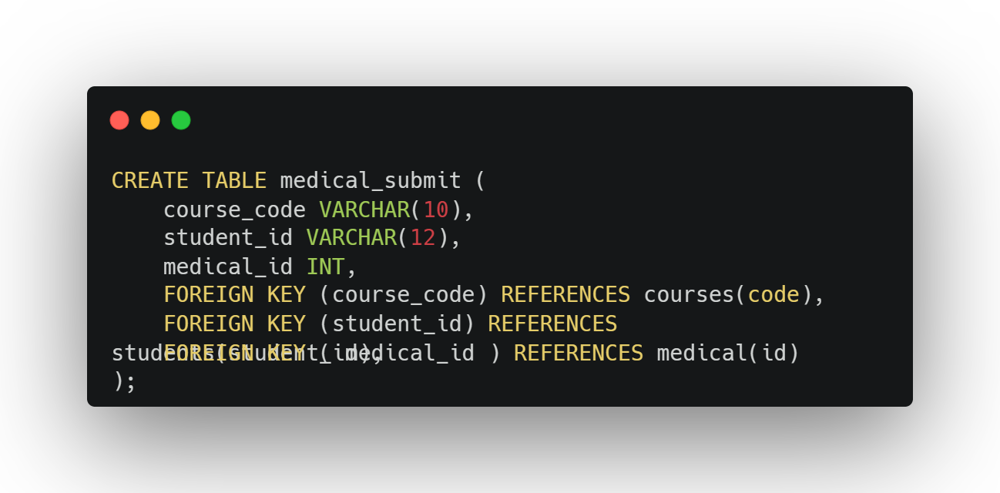 CREATE TABLE medical_submit (
    course_code VARCHAR(10),
    student_id VARCHAR(12),
    medical_id INT,
    FOREIGN KEY (course_code) REFERENCES courses(code),
    FOREIGN KEY (student_id) REFERENCES
students(student_id),
    FOREIGN KEY ( medical_id ) REFERENCES medical(id)
);